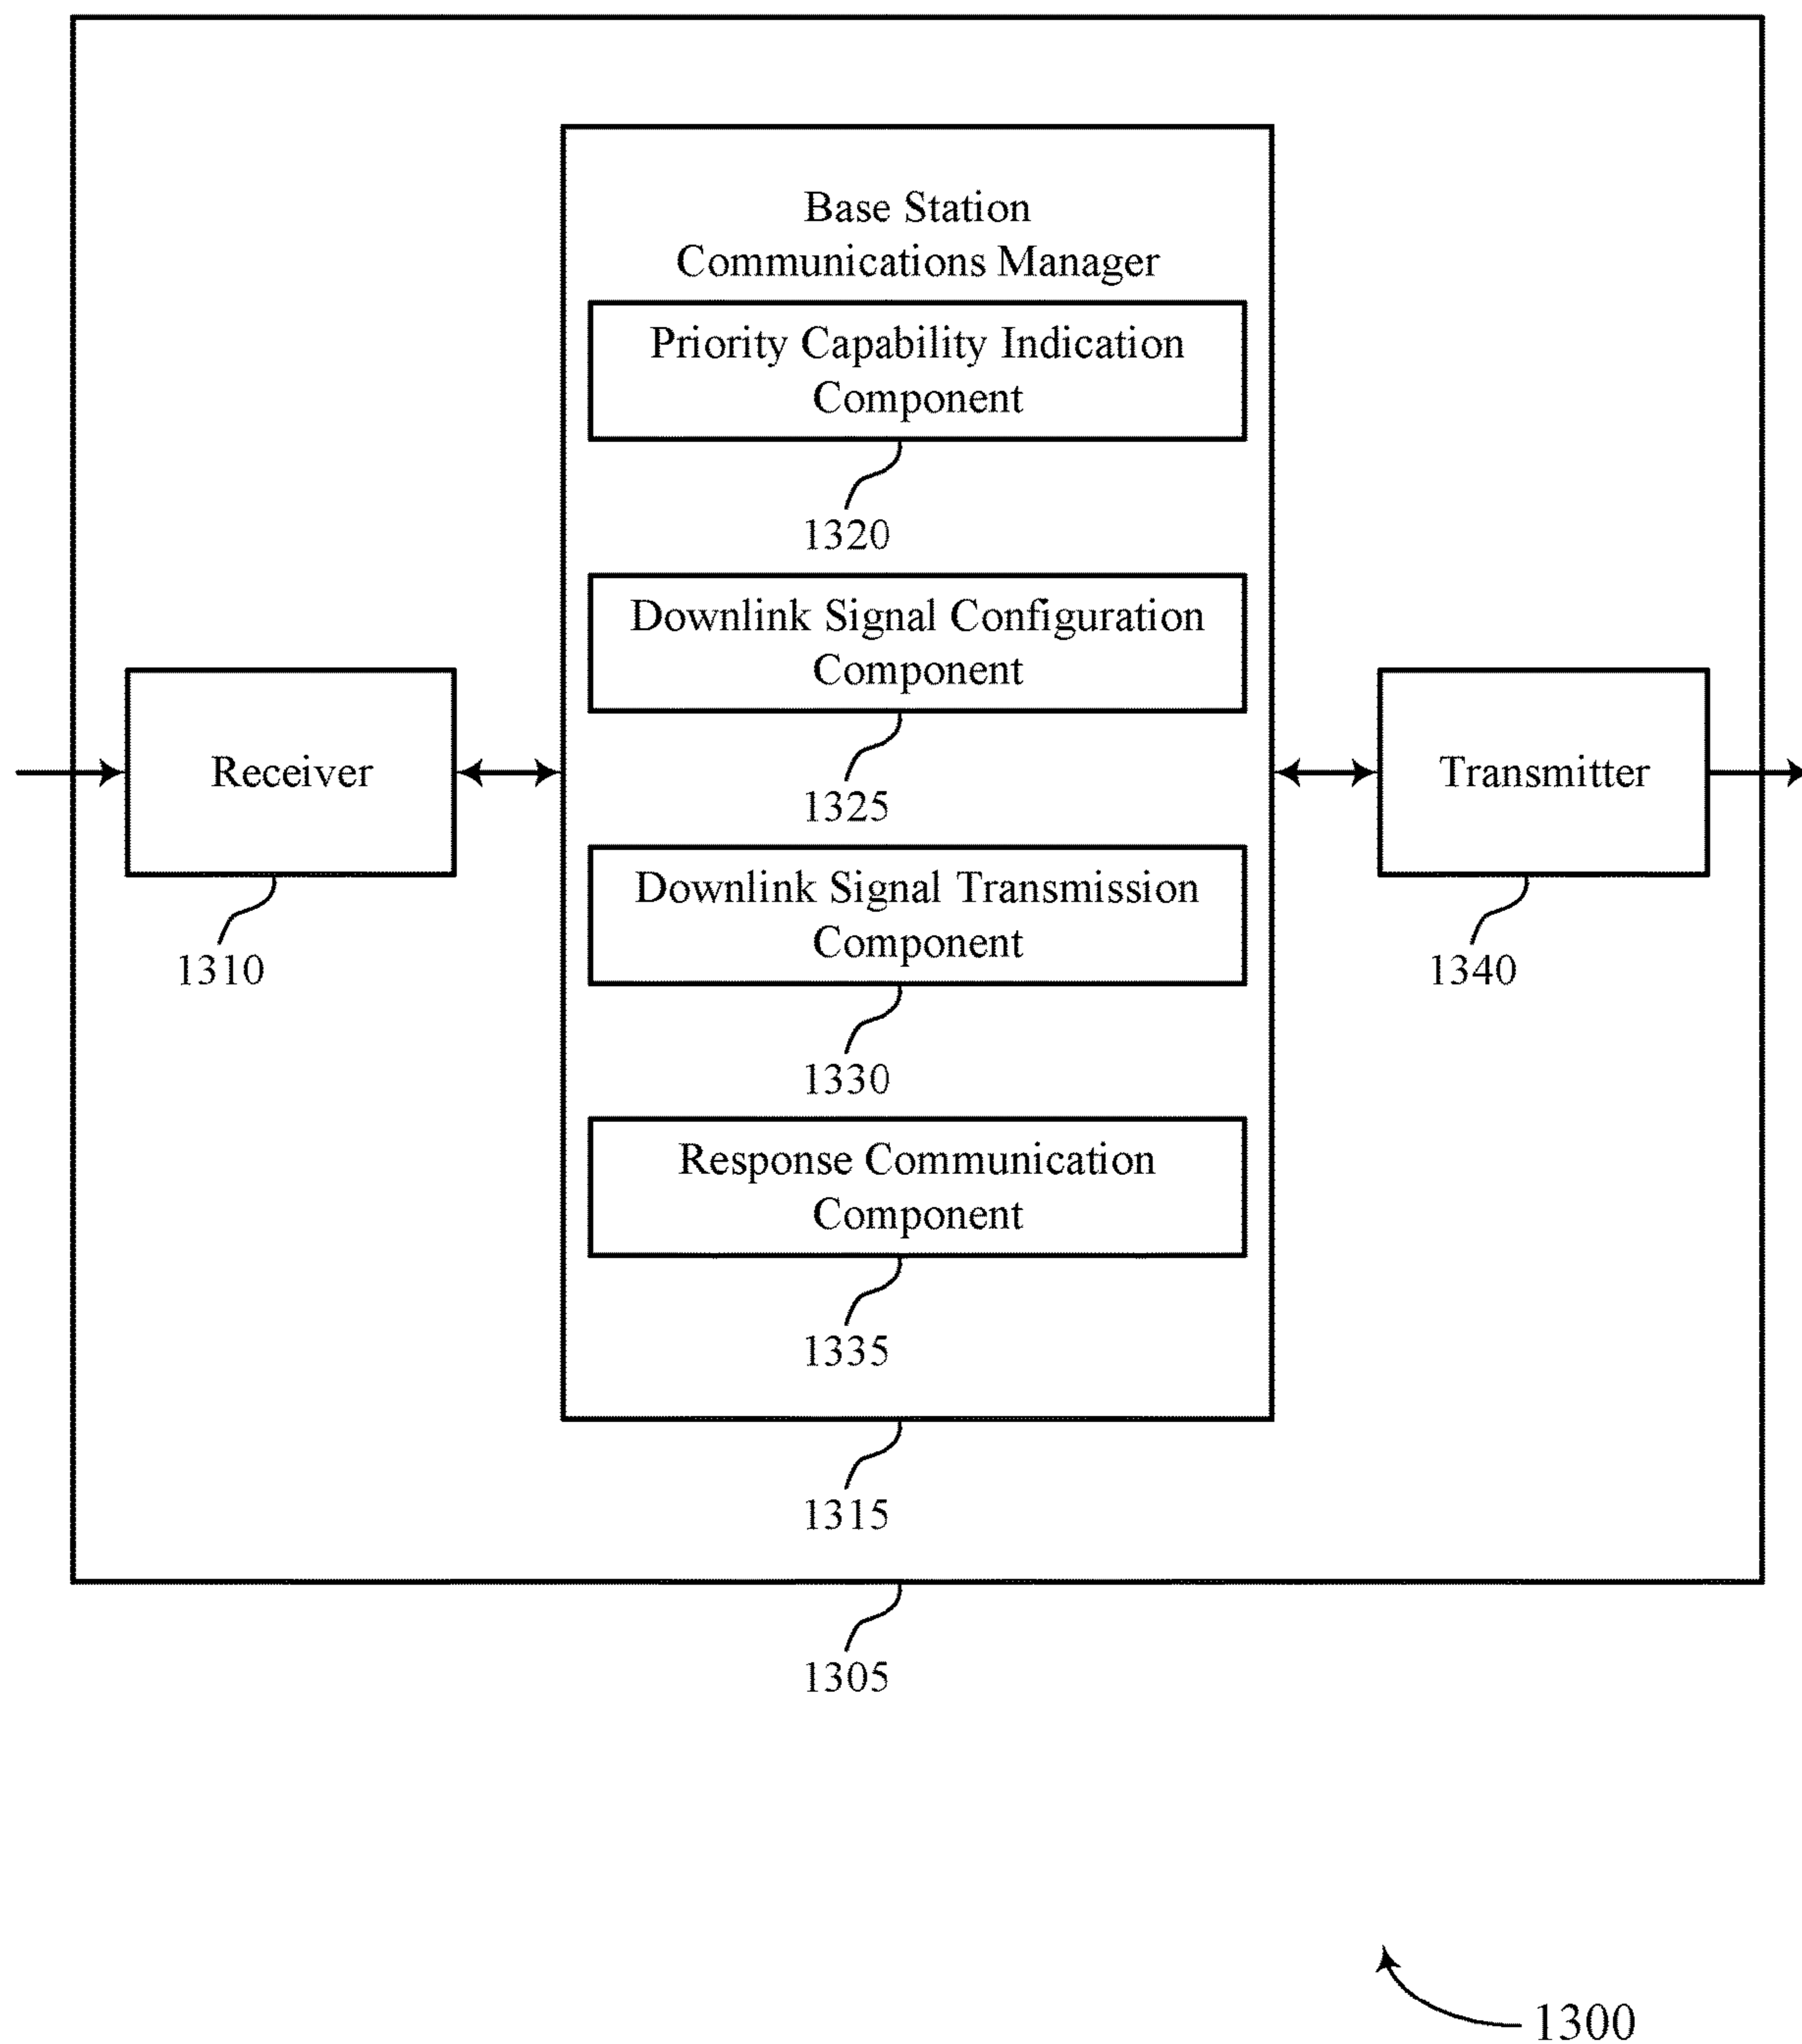 Base Station
Communications Manager
Priority Capability Indication
Component
1320
Downlink Signal Configuration
Component
1325
Receiver
1310
Transmitter
1340
Downlink Signal Transmission
Component
1330
Response Communication
Component
1335
1315
1305
1300